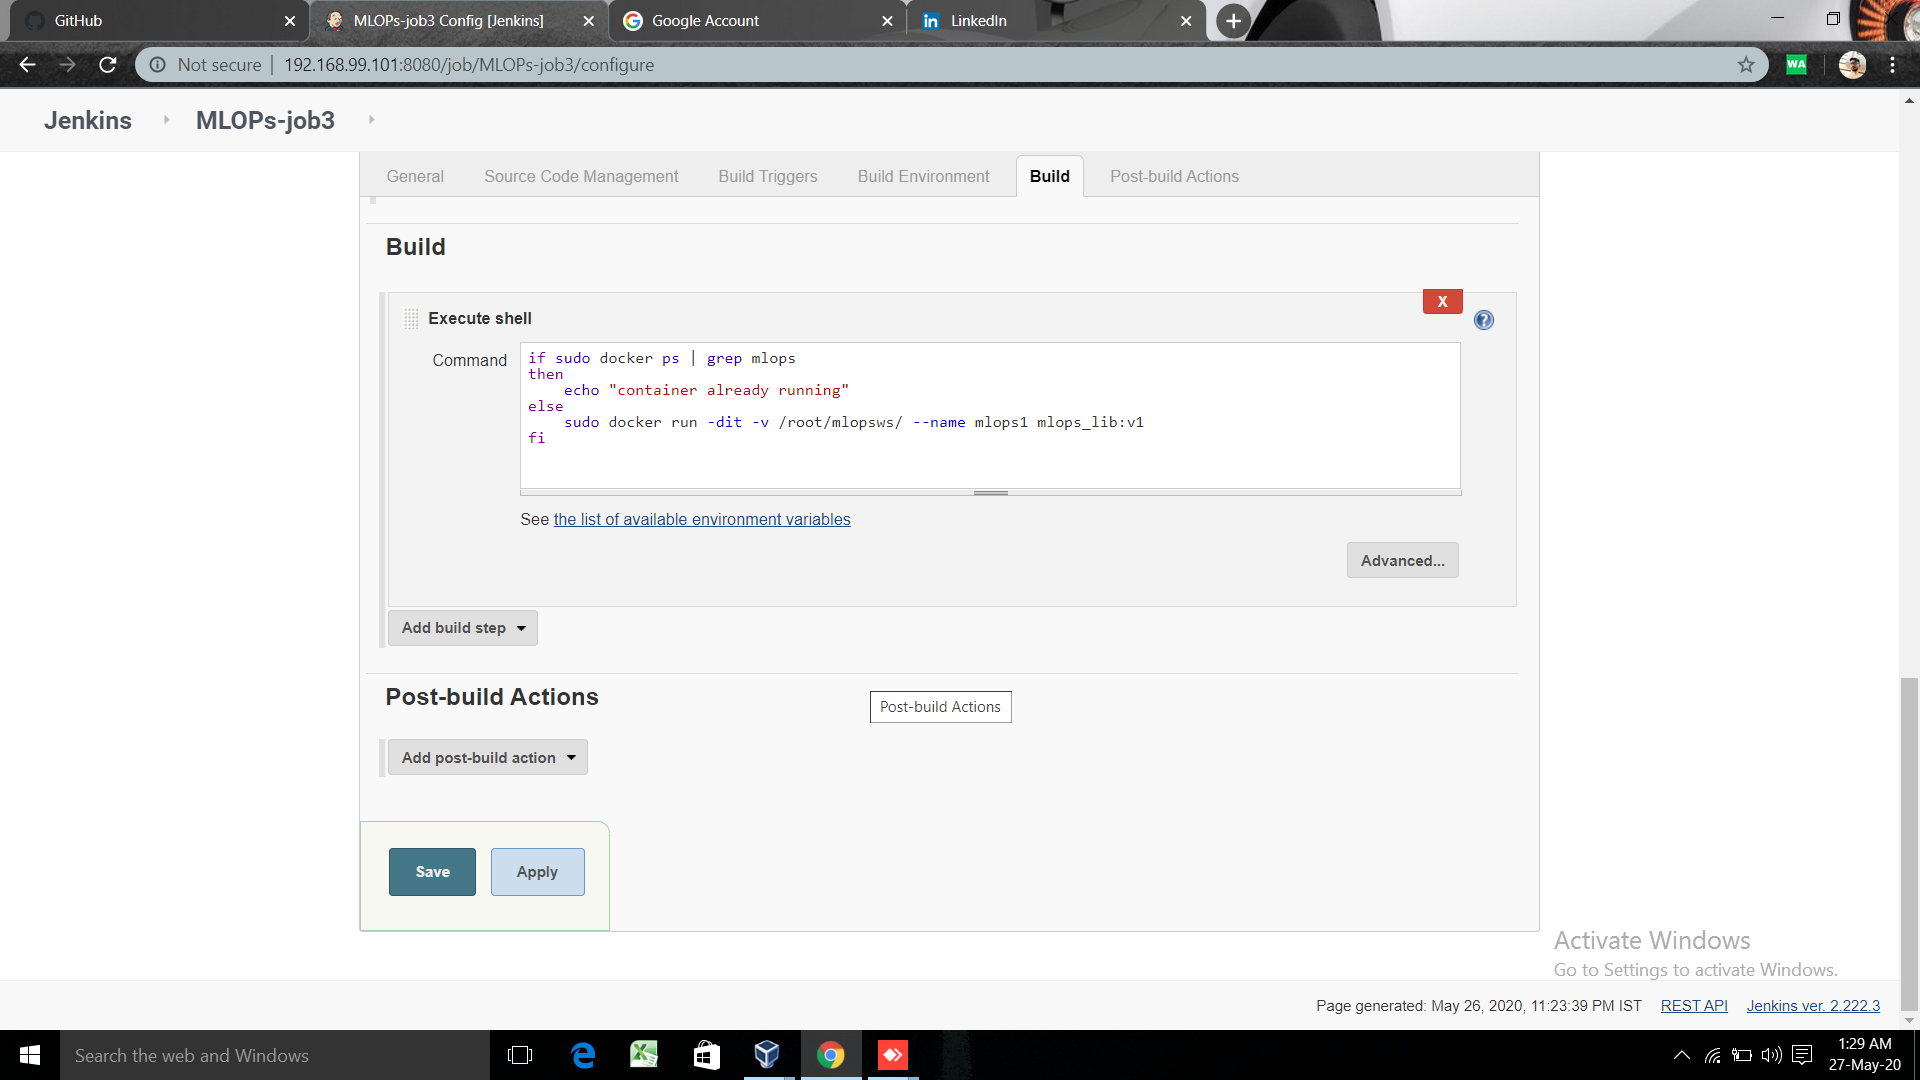 GitHub
MLOPs-job3 Config [Jenkins]
Google Account
LinkedIn
Not secure | 192.168.99.101:8080/job/MLOPs-job3/configure
WA
Jenkins
MLOPs-job3
General
Source Code Management
Build Triggers
Build Environment
Build
Post-build Actions
Build
X
Execute shell
Command
if sudo docker ps | grep mlops
then
    echo "container already running"
else
    sudo docker run -dit -v /root/mlopsws/ --name mlops1 mlops_lib:v1
fi
See the list of available environment variables
Advanced...
Add build step
Post-build Actions
Post-build Actions
Add post-build action
Save
Apply
Activate Windows
Go to Settings to activate Windows.
Page generated: May 26, 2020, 11:23:39 PM IST
REST API
Jenkins ver. 2.222.3
Search the web and Windows
1:29 AM
27-May-20